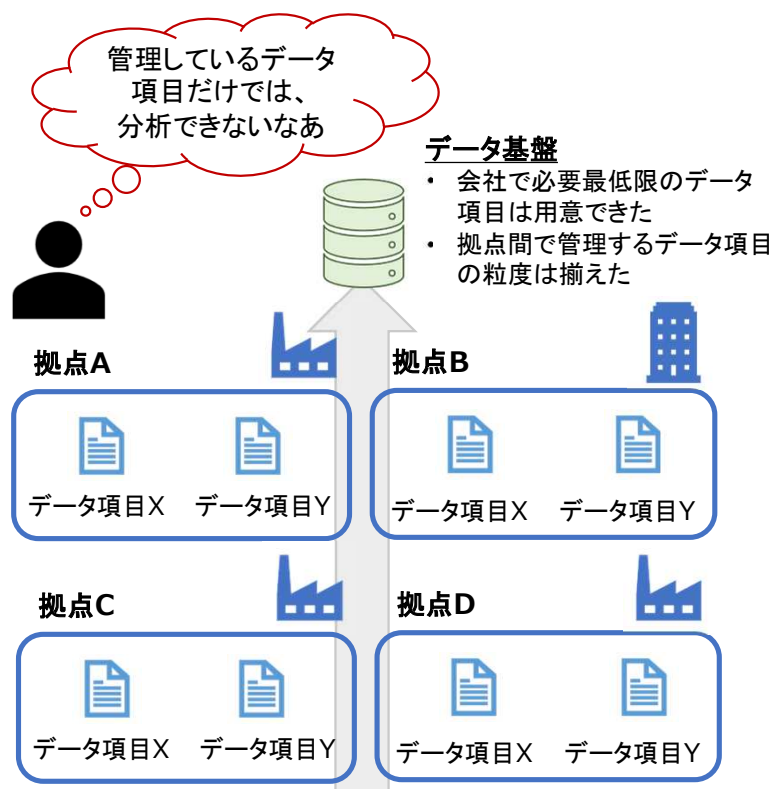 管理しているデータ
項目だけでは、
分析できないなあ
データ基盤
・ 会社で必要最低限のデータ
項目は用意できた
・ 拠点間で管理するデータ項目
の粒度は揃えた
拠点A
拠点B
データ項目X データ項目Y
データ項目X データ項目Y
拠点C
拠点D
データ項目X データ項目Y
データ項目X データ項目Y